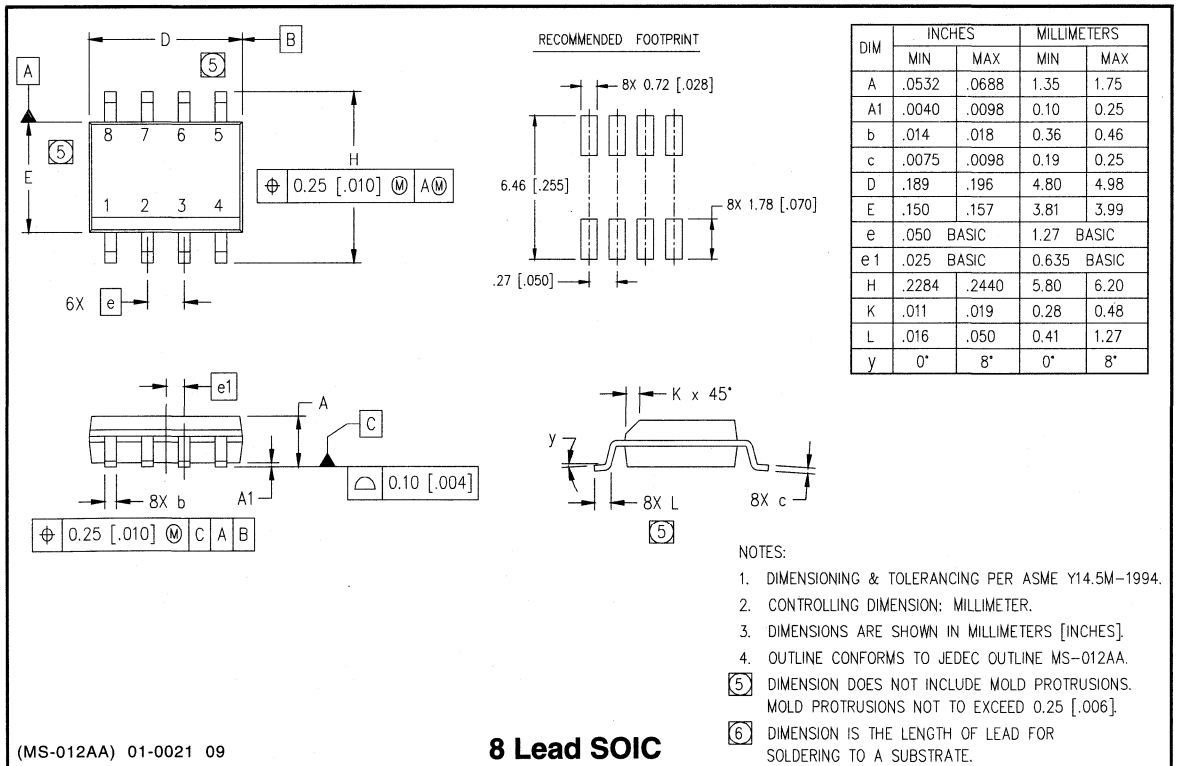 D
B
A
5
8 7 6 5
5
E
H
⌖ 0.25 [.010] Ⓜ AⓂ
1 2 3 4
6X e
RECOMMENDED FOOTPRINT
8X 0.72 [.028]
6.46 [.255]
8X 1.78 [.070]
.27 [.050]
DIM INCHES MILLIMETERS
MIN MAX MIN MAX
A .0532 .0688 1.35 1.75
A1 .0040 .0098 0.10 0.25
b .014 .018 0.36 0.46
c .0075 .0098 0.19 0.25
D .189 .196 4.80 4.98
E .150 .157 3.81 3.99
e .050 BASIC 1.27 BASIC
e1 .025 BASIC 0.635 BASIC
H .2284 .2440 5.80 6.20
K .011 .019 0.28 0.48
L .016 .050 0.41 1.27
y 0° 8° 0° 8°
e1
A
C
⌓ 0.10 [.004]
8X b
A1
⌖ 0.25 [.010] Ⓜ C A B
K x 45°
y
8X L
8X c
5
NOTES:
1. DIMENSIONING & TOLERANCING PER ASME Y14.5M-1994.
2. CONTROLLING DIMENSION: MILLIMETER.
3. DIMENSIONS ARE SHOWN IN MILLIMETERS [INCHES].
4. OUTLINE CONFORMS TO JEDEC OUTLINE MS-012AA.
5 DIMENSION DOES NOT INCLUDE MOLD PROTRUSIONS.
MOLD PROTRUSIONS NOT TO EXCEED 0.25 [.006].
6 DIMENSION IS THE LENGTH OF LEAD FOR
SOLDERING TO A SUBSTRATE.
(MS-012AA) 01-0021 09
8 Lead SOIC